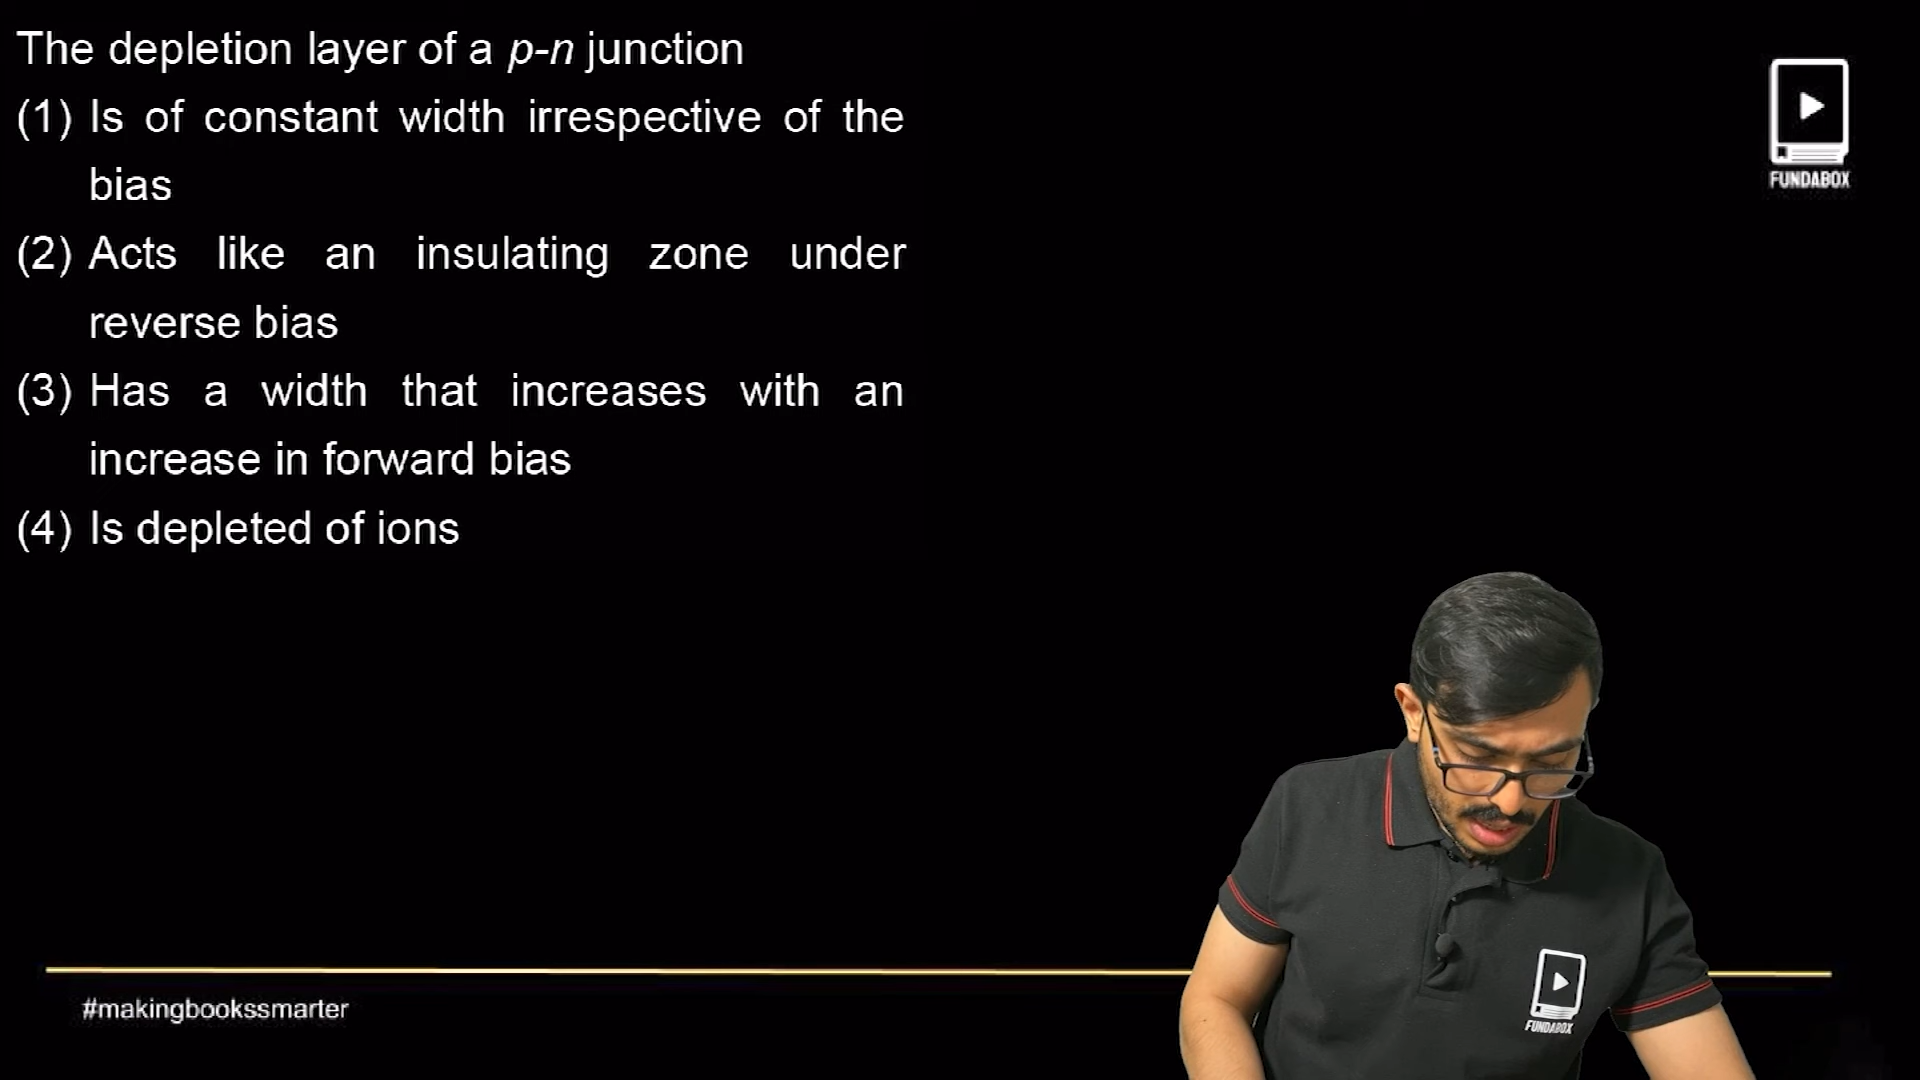 The depletion layer of a p-n junction
(1) Is of constant width irrespective of the
bias
(2) Acts like an insulating zone under
reverse bias
(3) Has a width that increases with an
increase in forward bias
(4) Is depleted of ions
FUNDABOX
FUNDABOX
#makingbookssmarter